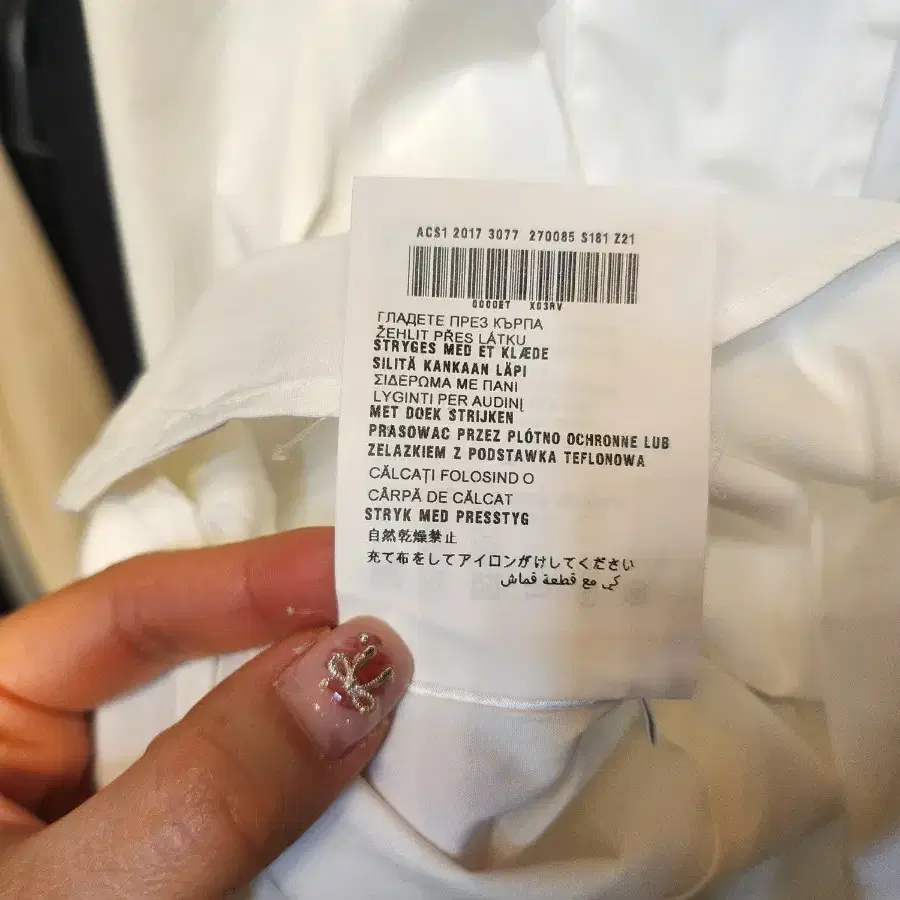 ACS1 2017 3077 270085 S181 Z21
0000ET X03RV
ГЛАДЕТЕ ПРЕЗ КЪРПА
ŽEHLIT PŘES LÁTKU
STRYGES MED ET KLÆDE
SILITÄ KANKAAN LÄPI
ΣΙΔΕΡΩΜΑ ΜΕ ΠΑΝΙ
LYGINTI PER AUDINĮ
MET DOEK STRIJKEN
PRASOWAC PRZEZ PLÓTNO OCHRONNE LUB
ZELAZKIEM Z PODSTAWKA TEFLONOWA
CĂLCAȚI FOLOSIND O
CÂRPĂ DE CĂLCAT
STRYK MED PRESSTYG
自然乾燥禁止
充て布をしてアイロンがけしてください
كي مع قطعة قماش